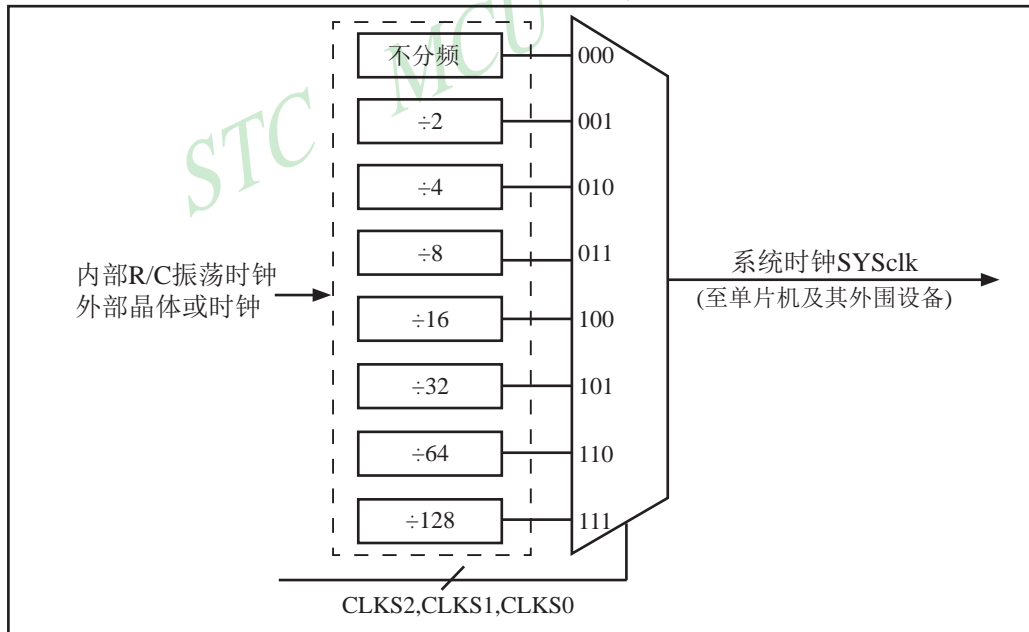 STC MCU
不分频
000
÷2
001
÷4
010
÷8
011
÷16
100
÷32
101
÷64
110
÷128
111
内部R/C振荡时钟
外部晶体或时钟
系统时钟SYSclk
(至单片机及其外围设备)
CLKS2,CLKS1,CLKS0